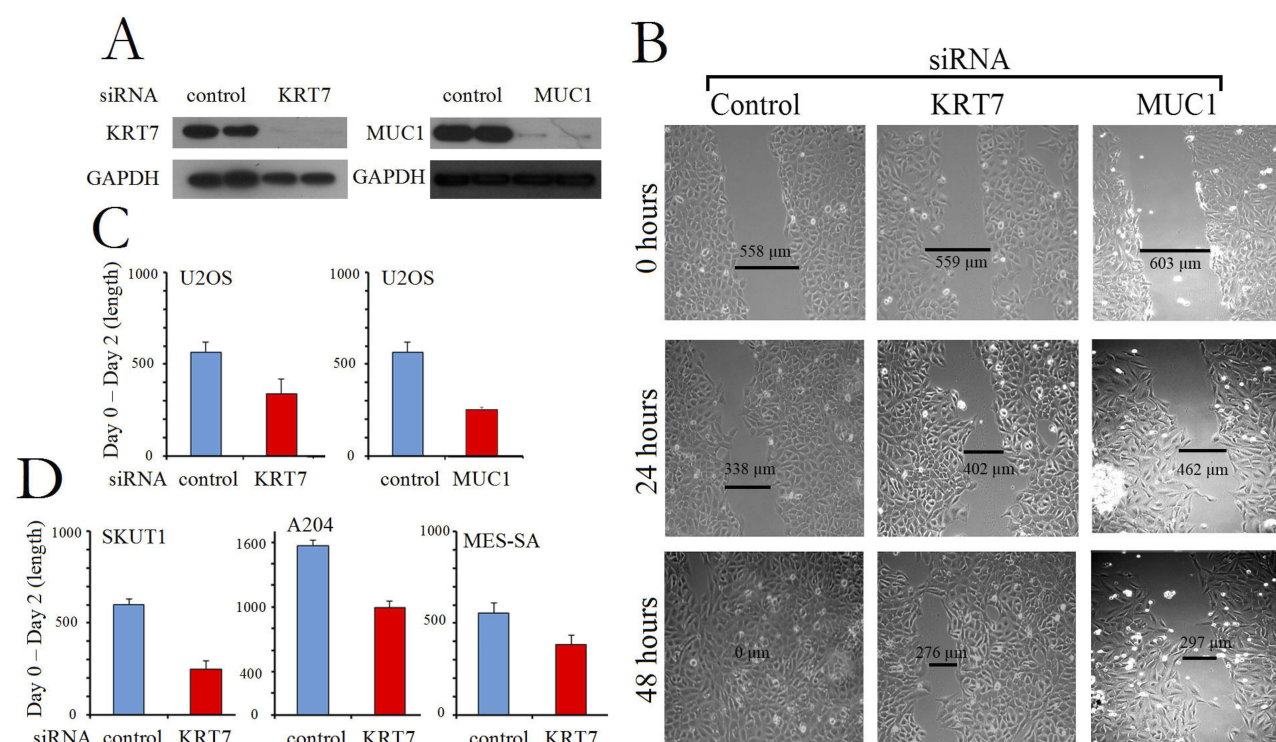 A
siRNA control KRT7
KRT7
GAPDH
control MUC1
MUC1
GAPDH
B
siRNA
Control KRT7 MUC1
0 hours
558 µm
559 µm
603 µm
24 hours
338 µm
402 µm
462 µm
48 hours
0 µm
276 µm
297 µm
C
Day 0 – Day 2 (length)
1000
500
0
U2OS
siRNA control KRT7
1000
500
0
U2OS
control MUC1
D
Day 0 – Day 2 (length)
1000
500
0
SKUT1
siRNA control KRT7
1600
1000
400
0
A204
control KRT7
1000
500
0
MES-SA
control KRT7